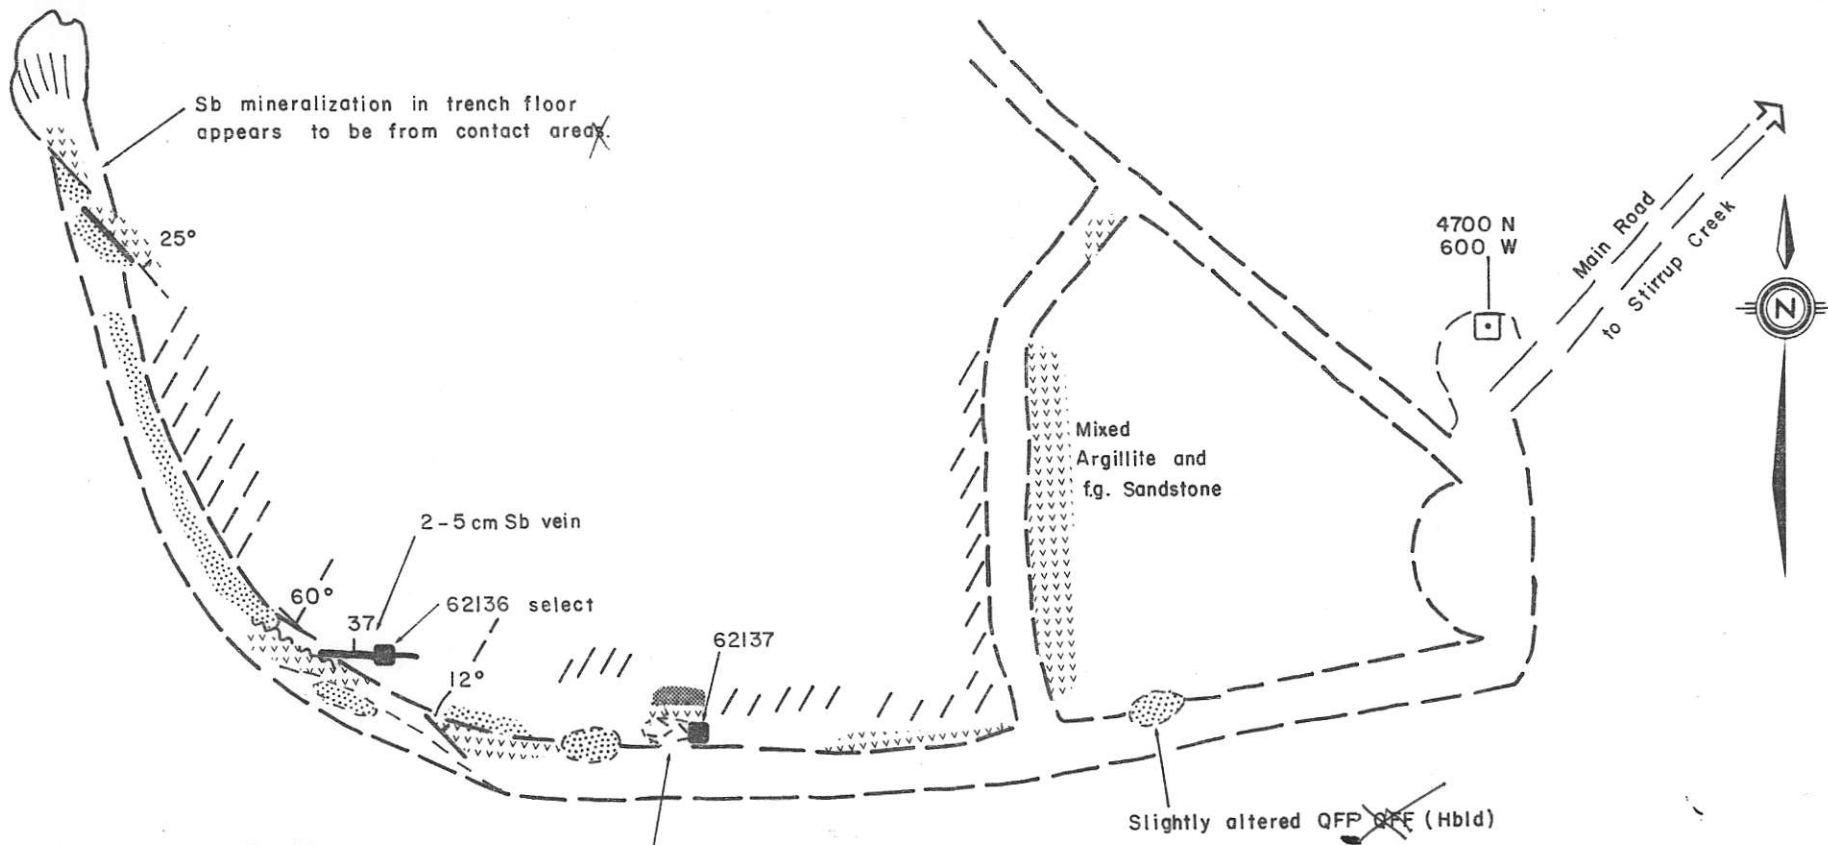 Sb mineralization in trench floor
appears to be from contact areas.
25°
4700 N
600 W
Main Road
to Stirrup Creek
N
Mixed
Argillite and
f.g. Sandstone
2-5 cm Sb vein
60°
37
62136 select
62137
12°
Slightly altered QFP QFF (Hbld)